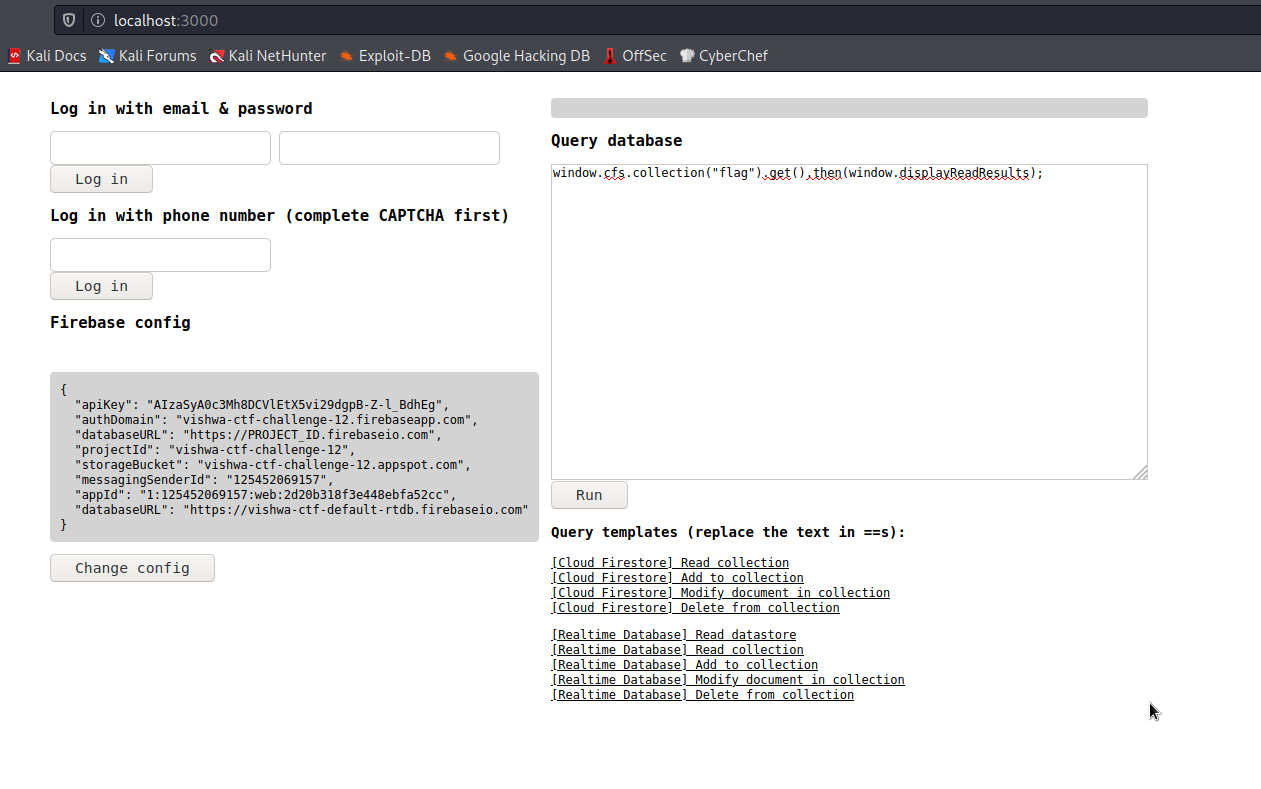 localhost:3000
Kali Docs Kali Forums Kali NetHunter Exploit-DB Google Hacking DB OffSec CyberChef
Log in with email & password
Log in
Log in with phone number (complete CAPTCHA first)
Log in
Firebase config
{
"apiKey": "AIzaSyA0c3Mh8DCVlEtX5vi29dgpB-Z-l_BdhEg",
"authDomain": "vishwa-ctf-challenge-12.firebaseapp.com",
"databaseURL": "https://PROJECT_ID.firebaseio.com",
"projectId": "vishwa-ctf-challenge-12",
"storageBucket": "vishwa-ctf-challenge-12.appspot.com",
"messagingSenderId": "125452069157",
"appId": "1:125452069157:web:2d20b318f3e448ebfa52cc",
"databaseURL": "https://vishwa-ctf-default-rtdb.firebaseio.com"
}
Change config
Query database
window.cfs.collection("flag").get().then(window.displayReadResults);
Run
Query templates (replace the text in ==s):
[Cloud Firestore] Read collection
[Cloud Firestore] Add to collection
[Cloud Firestore] Modify document in collection
[Cloud Firestore] Delete from collection
[Realtime Database] Read datastore
[Realtime Database] Read collection
[Realtime Database] Add to collection
[Realtime Database] Modify document in collection
[Realtime Database] Delete from collection